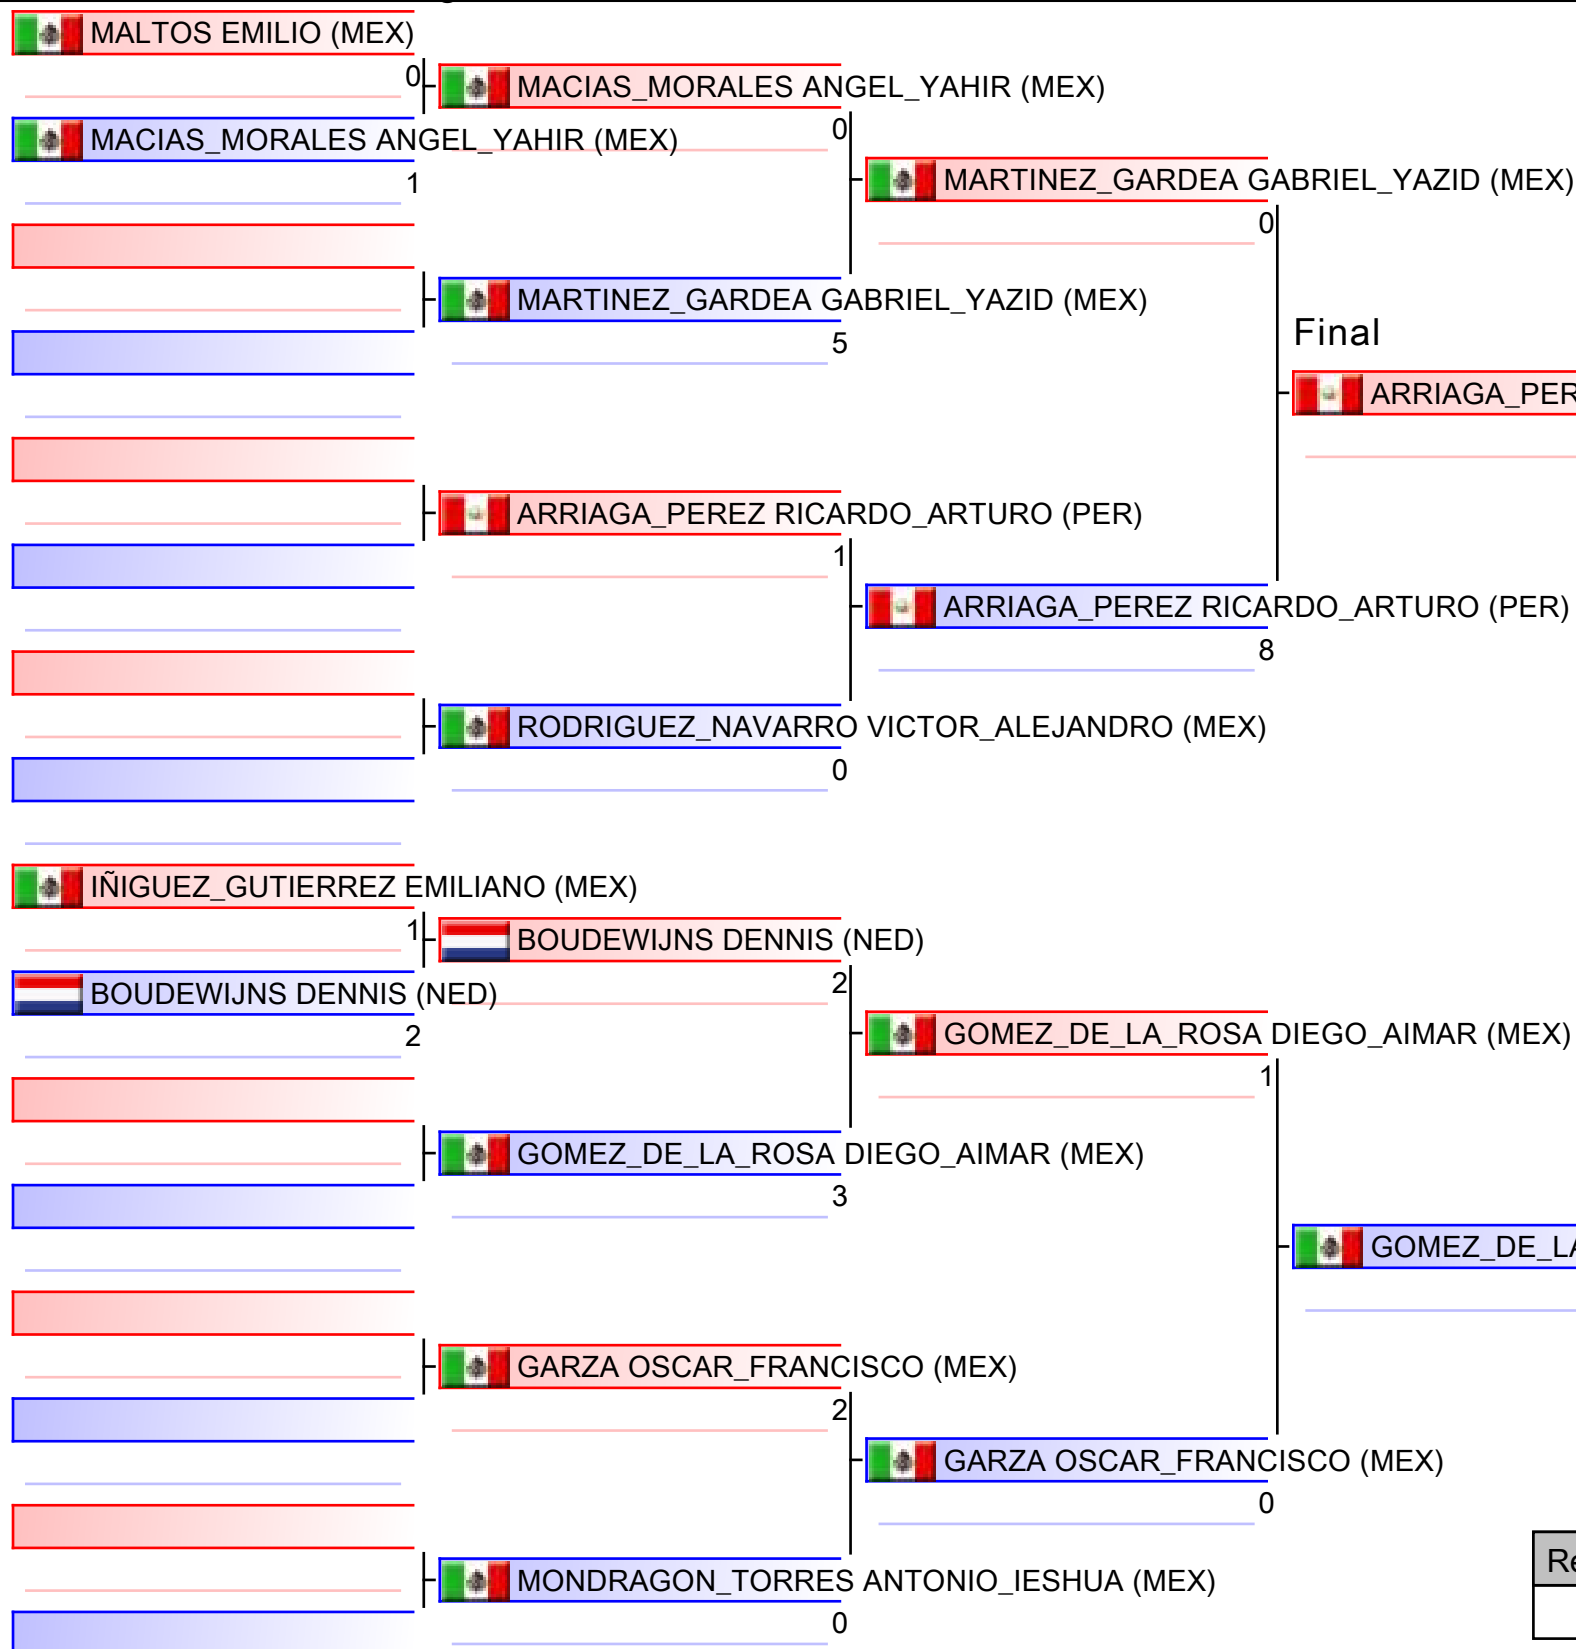 MALTOS EMILIO (MEX)
0
MACIAS_MORALES ANGEL_YAHIR (MEX)
0
MACIAS_MORALES ANGEL_YAHIR (MEX)
1
MARTINEZ_GARDEA GABRIEL_YAZID (MEX)
0
MARTINEZ_GARDEA GABRIEL_YAZID (MEX)
5
Final
ARRIAGA_PER
ARRIAGA_PEREZ RICARDO_ARTURO (PER)
1
ARRIAGA_PEREZ RICARDO_ARTURO (PER)
8
RODRIGUEZ_NAVARRO VICTOR_ALEJANDRO (MEX)
0
IÑIGUEZ_GUTIERREZ EMILIANO (MEX)
1
BOUDEWIJNS DENNIS (NED)
2
BOUDEWIJNS DENNIS (NED)
2
GOMEZ_DE_LA_ROSA DIEGO_AIMAR (MEX)
1
GOMEZ_DE_LA_ROSA DIEGO_AIMAR (MEX)
3
GOMEZ_DE_LA
GARZA OSCAR_FRANCISCO (MEX)
2
GARZA OSCAR_FRANCISCO (MEX)
0
MONDRAGON_TORRES ANTONIO_IESHUA (MEX)
0